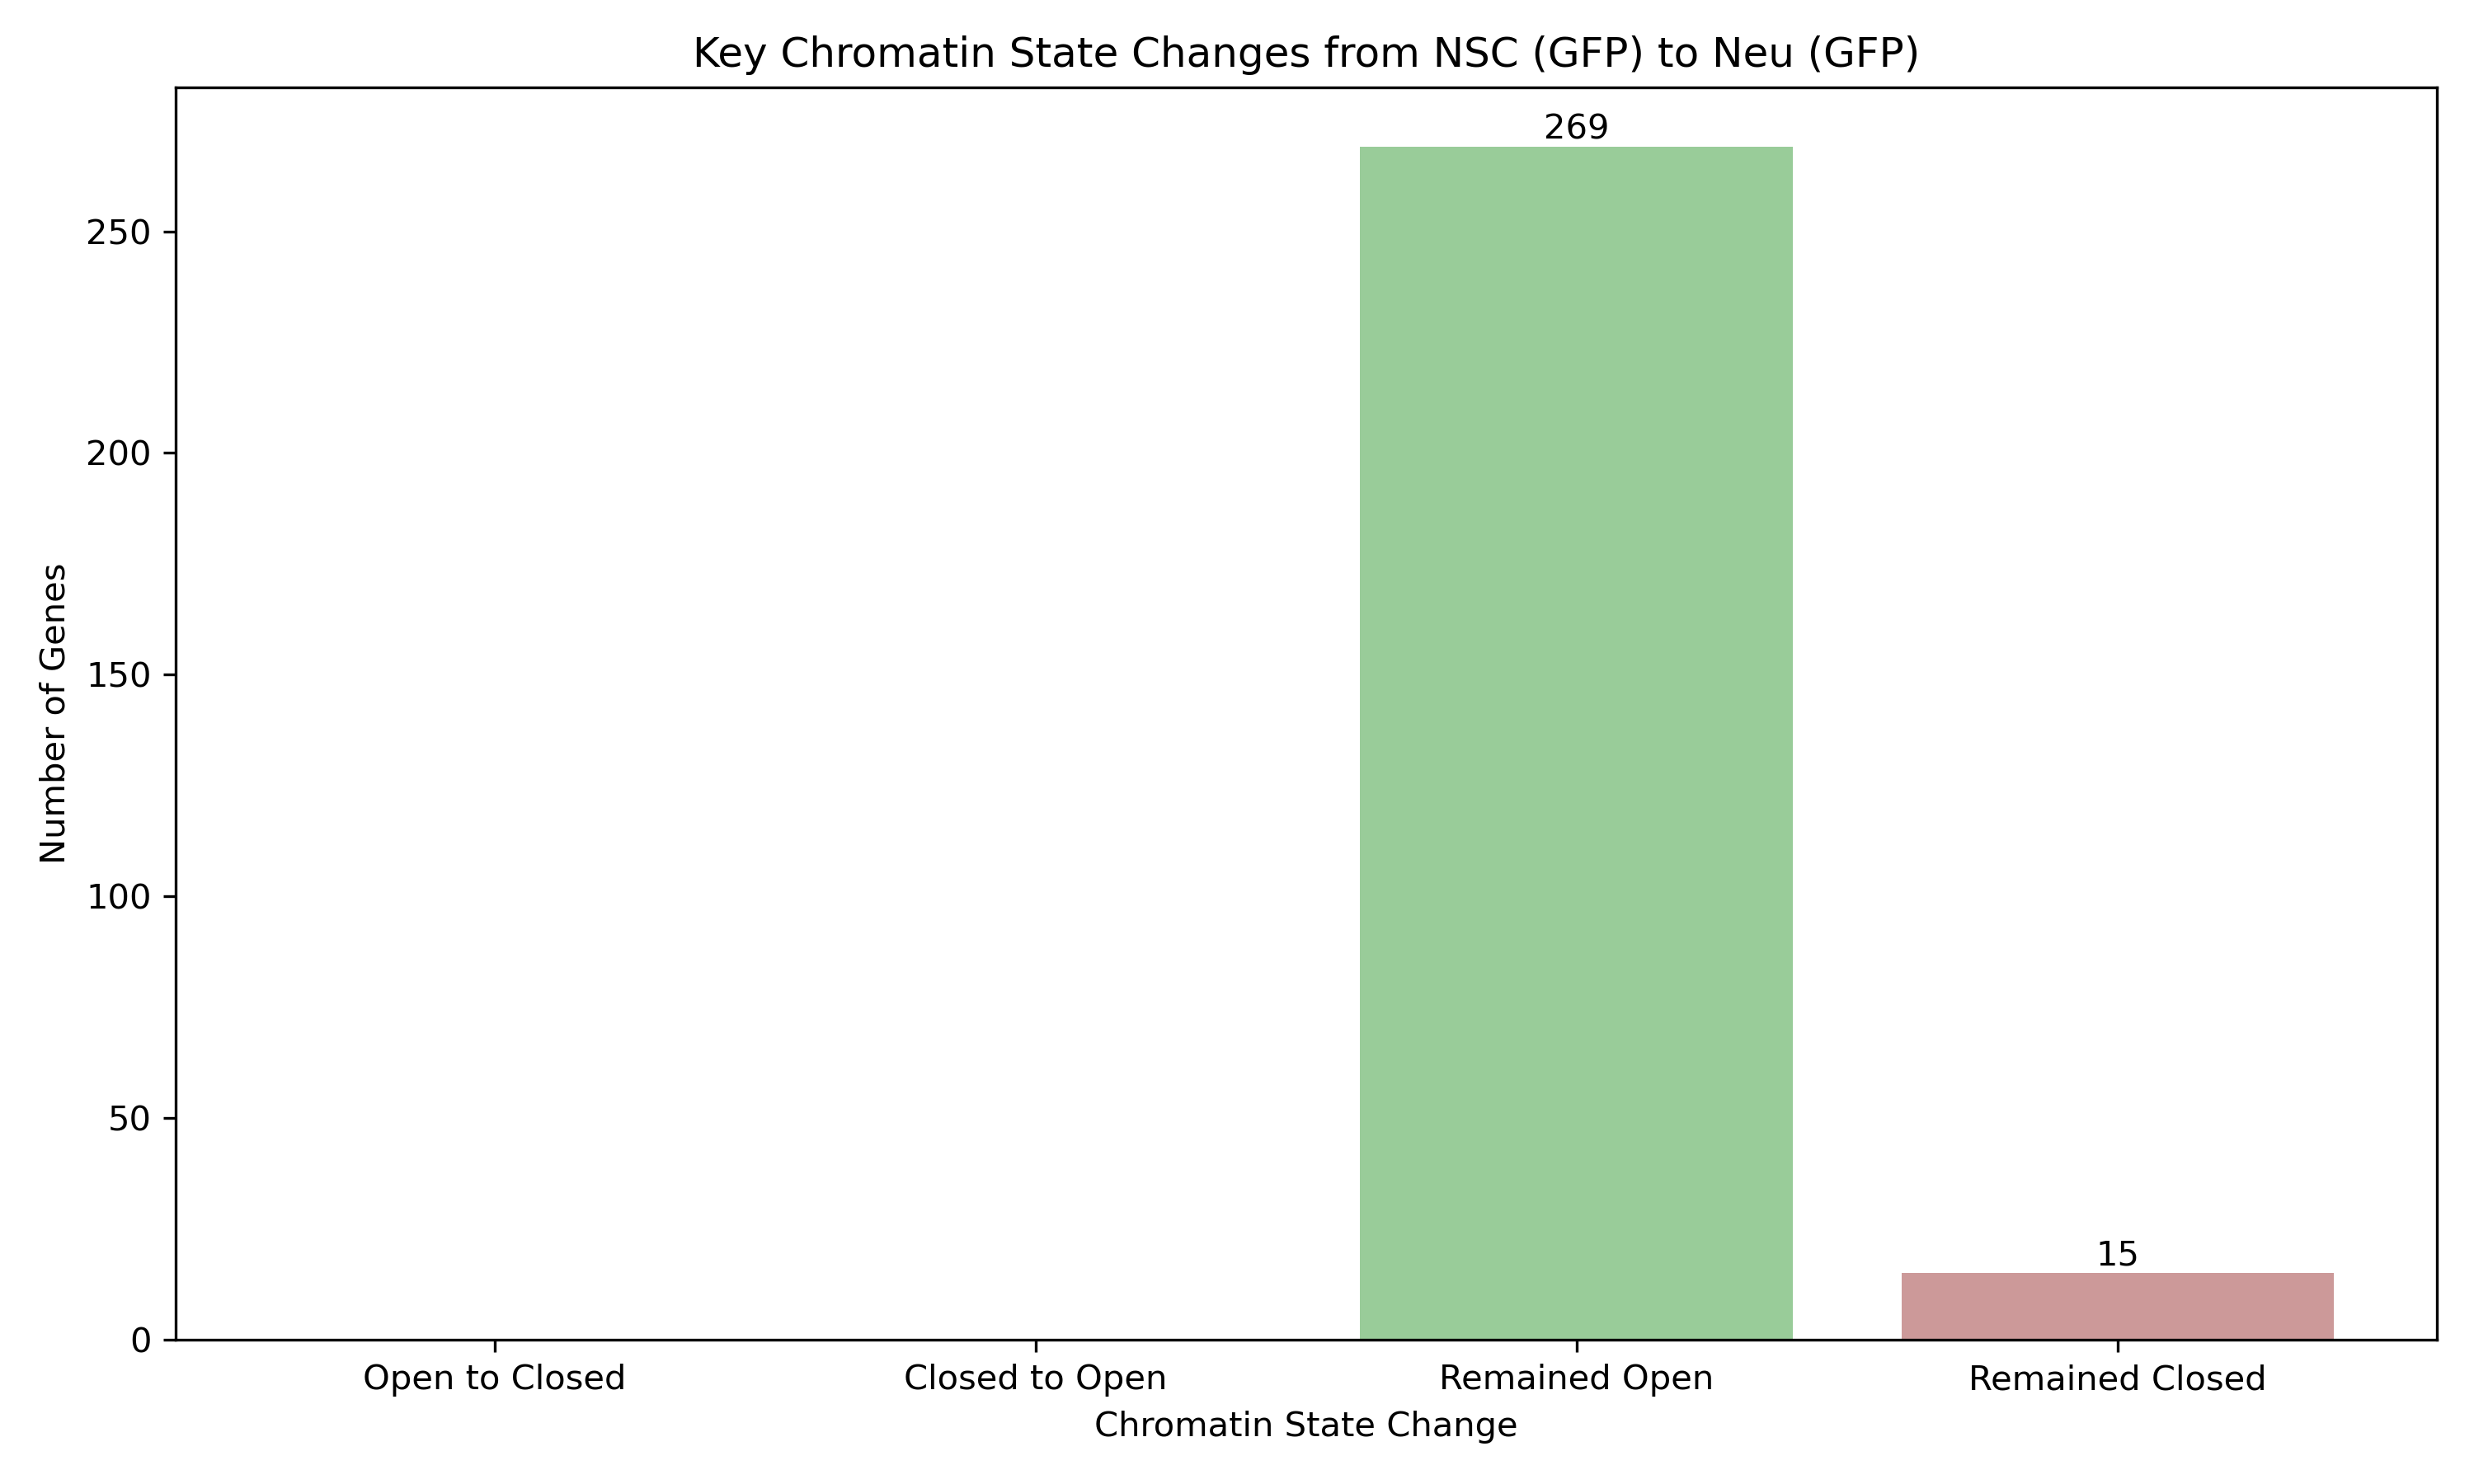 Key Chromatin State Changes from NSC (GFP) to Neu (GFP)
269
250
200
150
100
50
15
0
Number of Genes
Open to Closed
Closed to Open
Remained Open
Remained Closed
Chromatin State Change